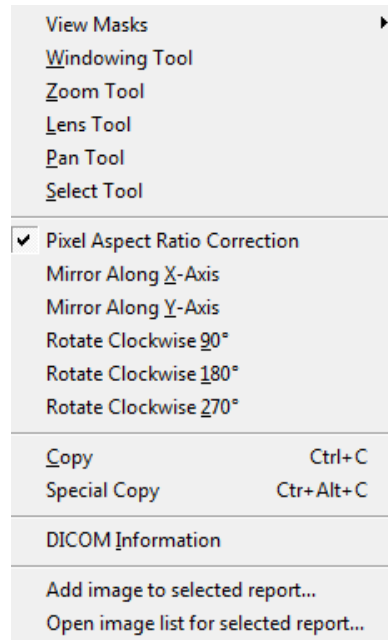 View Masks
Windowing Tool
Zoom Tool
Lens Tool
Pan Tool
Select Tool
Pixel Aspect Ratio Correction
Mirror Along X-Axis
Mirror Along Y-Axis
Rotate Clockwise 90°
Rotate Clockwise 180°
Rotate Clockwise 270°
Copy Ctrl+C
Special Copy Ctr+Alt+C
DICOM Information
Add image to selected report...
Open image list for selected report...